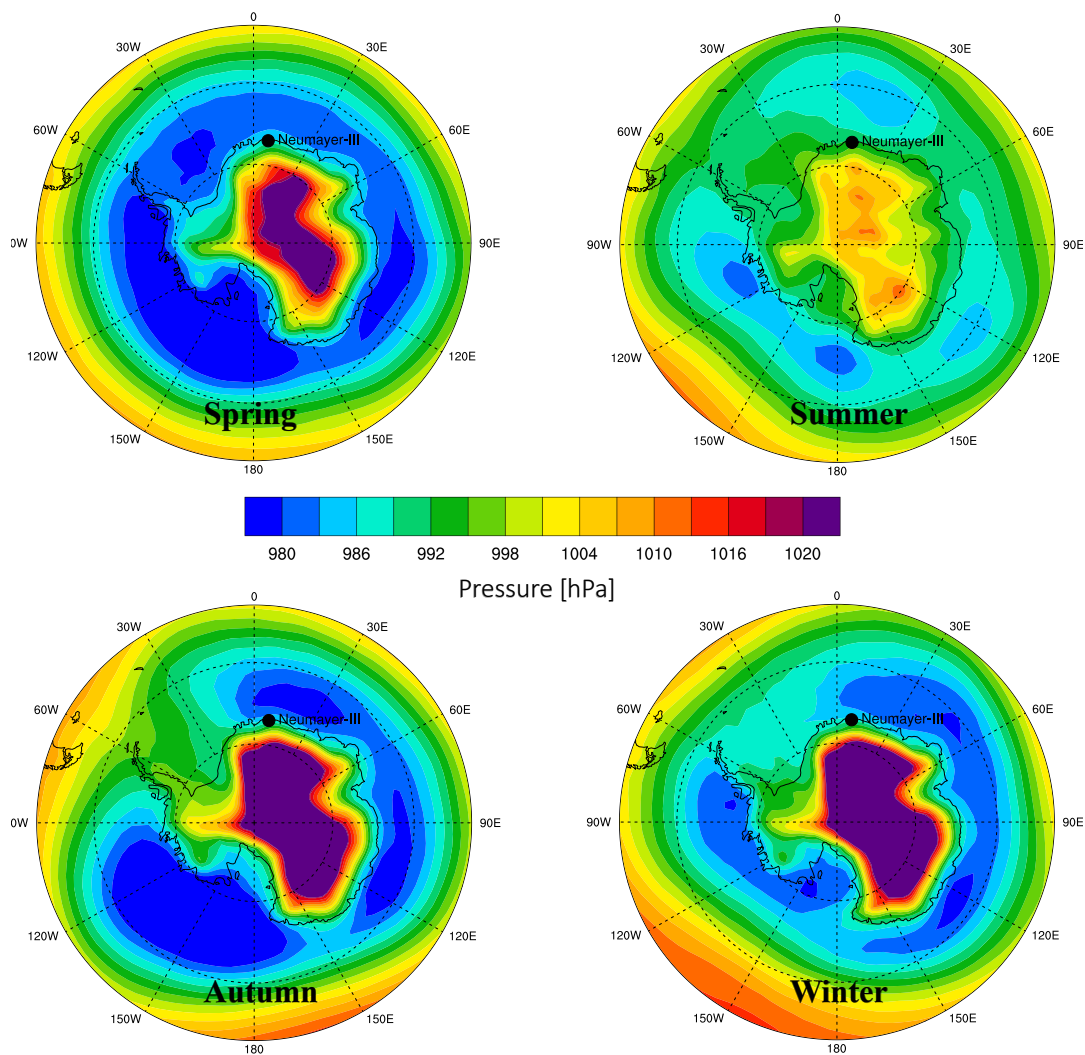 0
30W
30E
60W
60E
Neumayer-III
0W
90E
120W
120E
150W
150E
180
Spring
0
30W
30E
60W
60E
Neumayer-III
90W
90E
120W
120E
150W
150E
180
Summer
980 986 992 998 1004 1010 1016 1020
Pressure [hPa]
0
30W
30E
60W
60E
Neumayer-III
0W
90E
120W
120E
150W
150E
180
Autumn
0
30W
30E
60W
60E
Neumayer-III
90W
90E
120W
120E
150W
150E
180
Winter